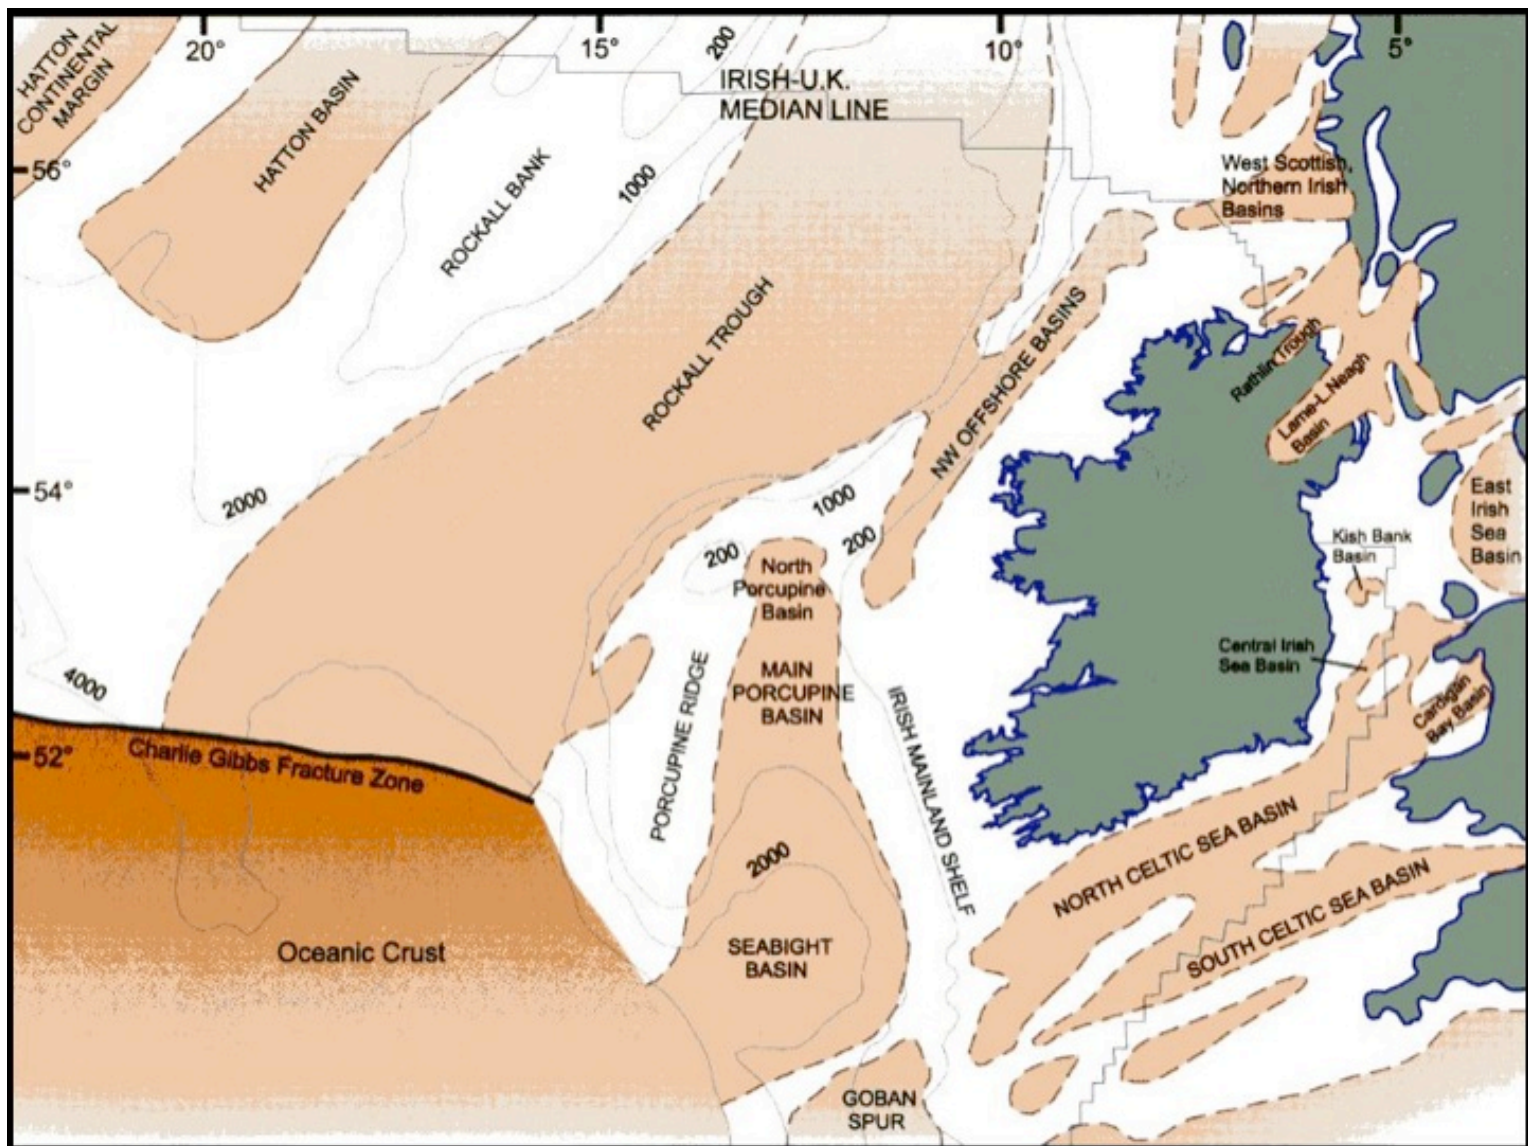 20°
15°
10°
5°
HATTON
CONTINENTAL
MARGIN
HATTON BASIN
200
IRISH-U.K.
MEDIAN LINE
56°
ROCKALL BANK
1000
West Scottish,
Northern Irish
Basins
ROCKALL TROUGH
NW OFFSHORE BASINS
Rathlin Trough
Larne-L.Neagh
Basin
54°
2000
1000
200
200
East
Irish
Sea
Basin
Kish Bank
Basin
North
Porcupine
Basin
Central Irish
Sea Basin
4000
PORCUPINE RIDGE
MAIN
PORCUPINE
BASIN
IRISH MAINLAND SHELF
Cardigan
Bay Basin
52°
Charlie Gibbs Fracture Zone
NORTH CELTIC SEA BASIN
2000
SOUTH CELTIC SEA BASIN
Oceanic Crust
SEABIGHT
BASIN
GOBAN
SPUR